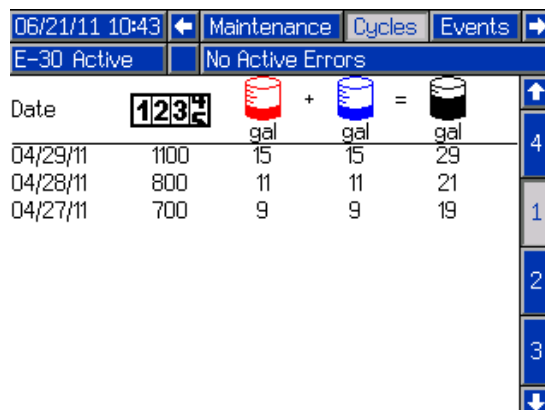 06/21/11 10:43 Maintenance Cycles Events
E-30 Active No Active Errors
Date 12345 + =
gal gal gal
04/29/11 1100 15 15 29
04/28/11 800 11 11 21
04/27/11 700 9 9 19
4
1
2
3